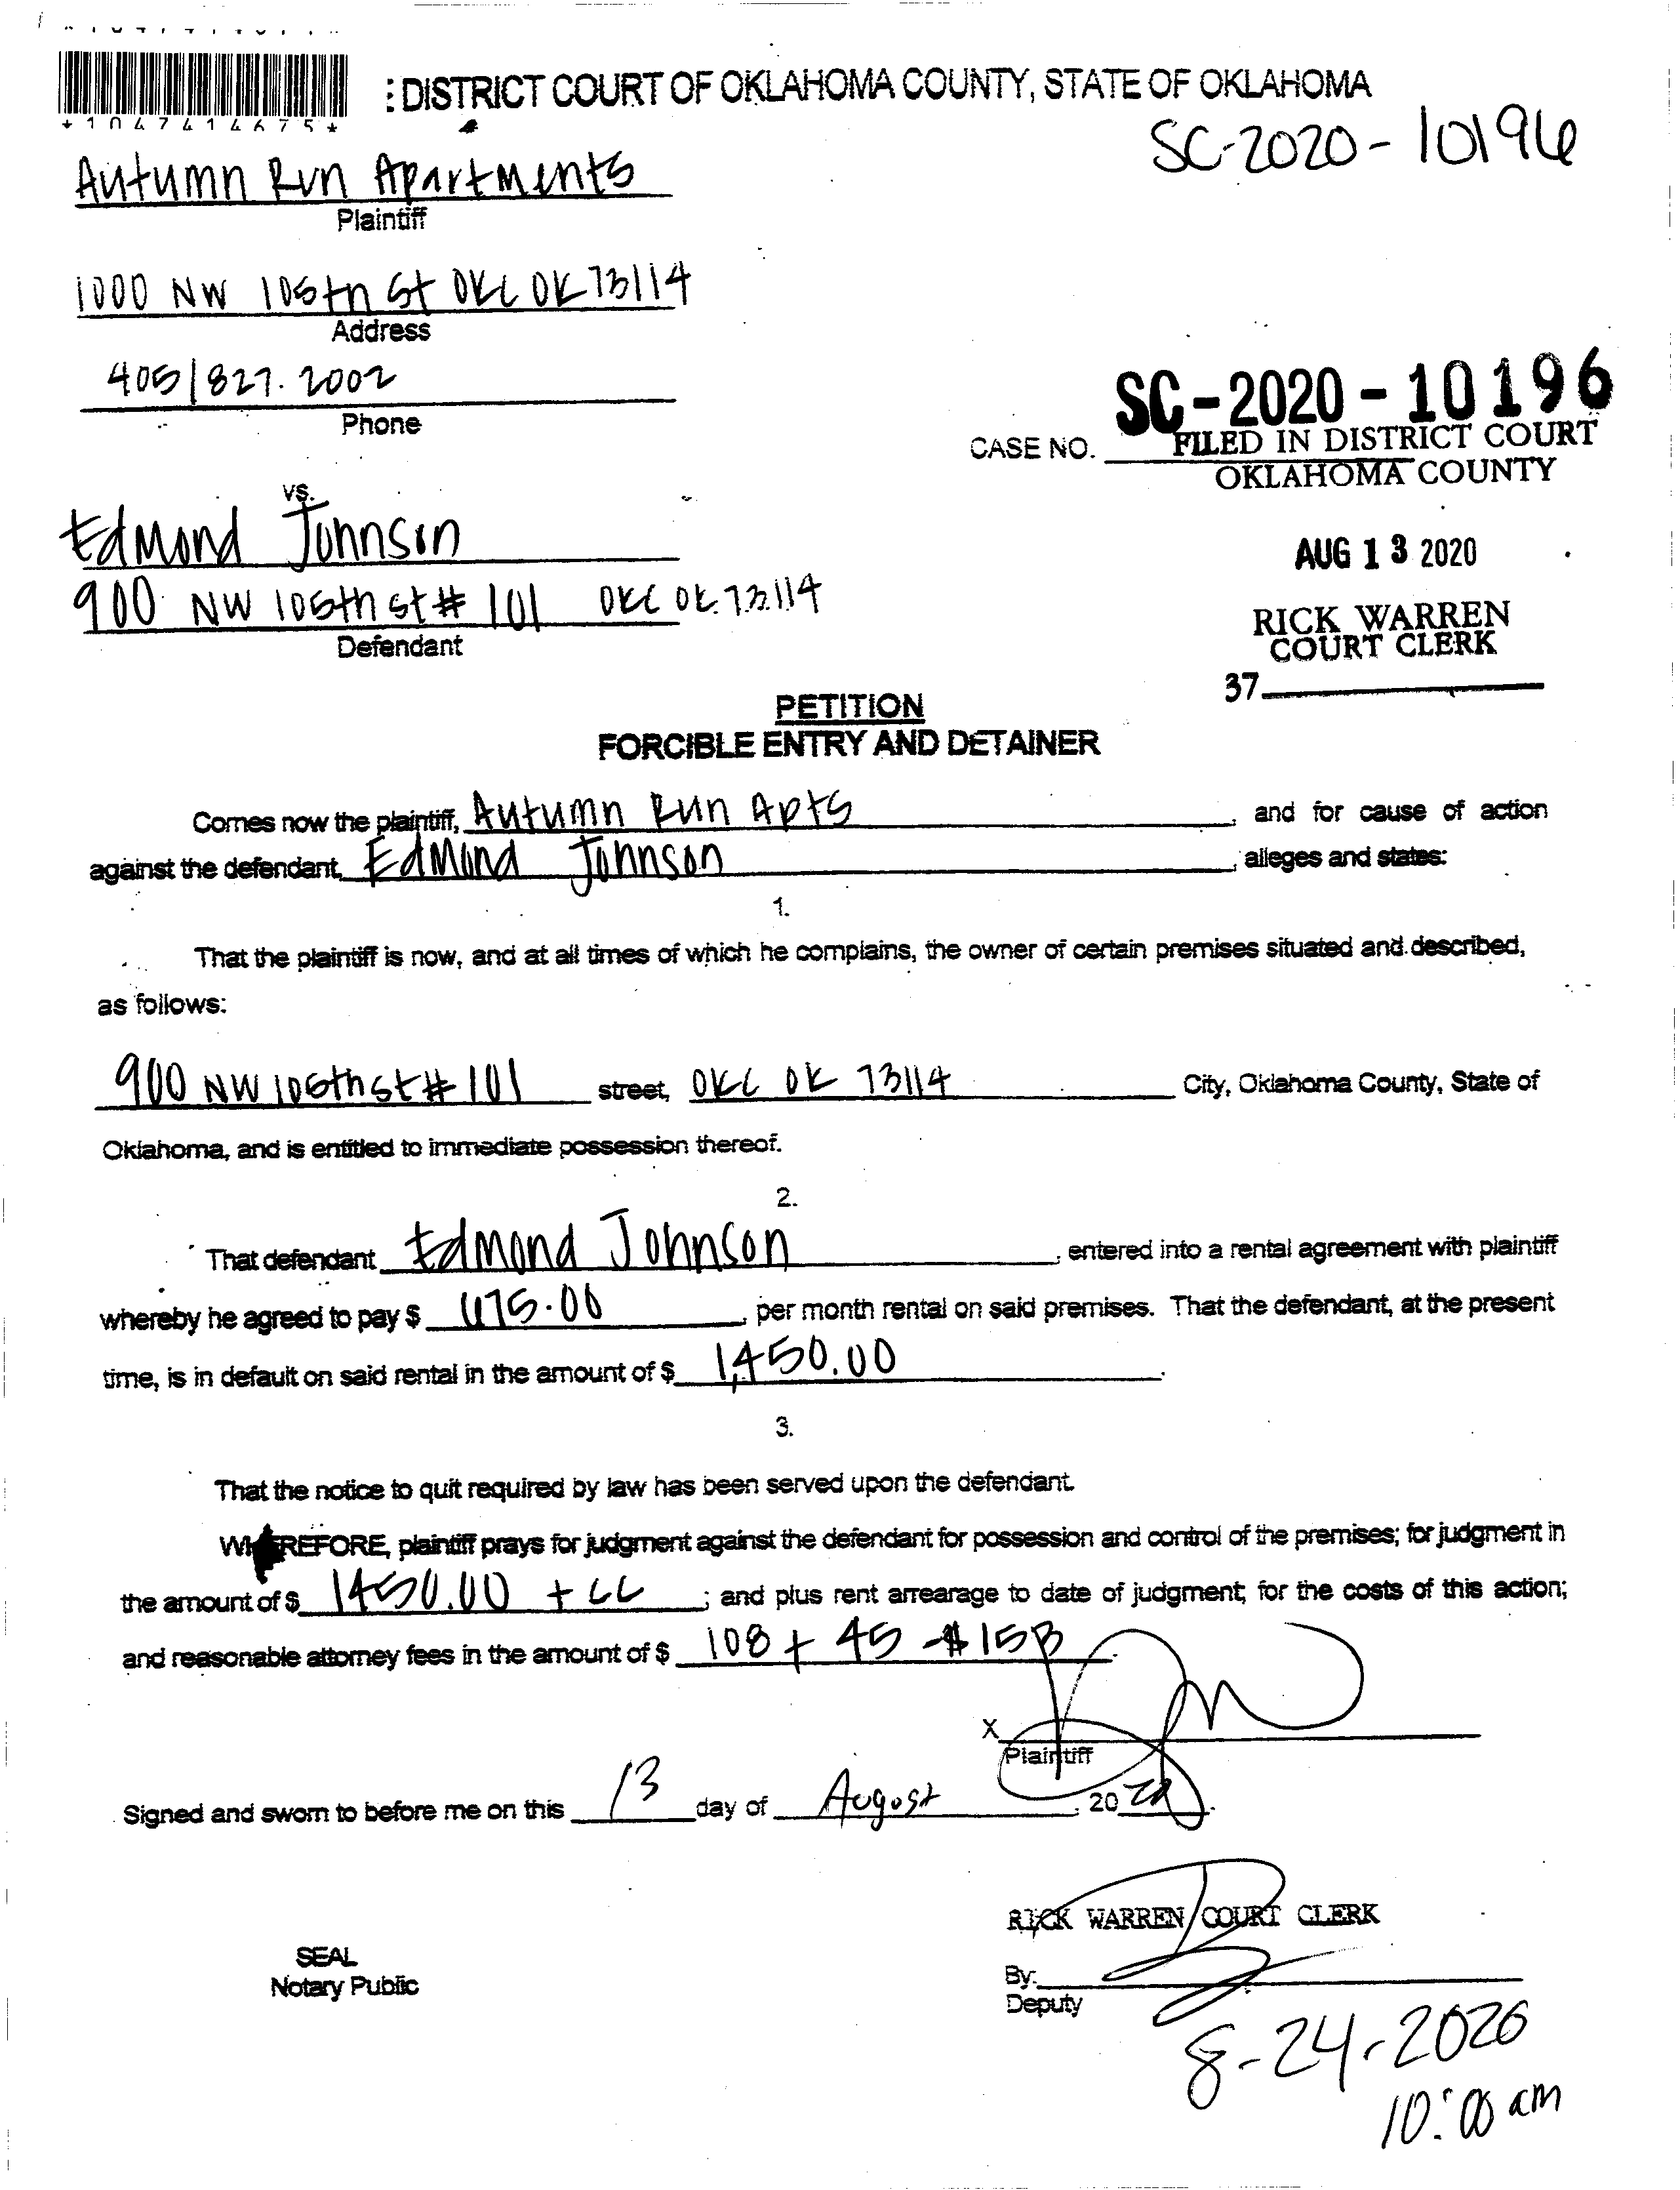 *1047414675*
: DISTRICT COURT OF OKLAHOMA COUNTY, STATE OF OKLAHOMA
SC-2020-10196
Autumn Run Apartments
Plaintiff
1000 NW 105th St OKC OK 73114
Address
405/827.2002
Phone
SC-2020-10196
CASE NO.
FILED IN DISTRICT COURT
OKLAHOMA COUNTY
vs.
Edmond Johnson
AUG 13 2020
900 NW 105th st # 101 OKC OK 73114
Defendant
RICK WARREN
COURT CLERK
37
PETITION
FORCIBLE ENTRY AND DETAINER
Comes now the plaintiff, Autumn Run Apts, and for cause of action
against the defendant, Edmond Johnson, alleges and states:
1.
That the plaintiff is now, and at all times of which he complains, the owner of certain premises situated and described,
as follows:
900 NW 105th st # 101 street, OKC OK 73114 City, Oklahoma County, State of
Oklahoma, and is entitled to immediate possession thereof.
2.
That defendant Edmond Johnson, entered into a rental agreement with plaintiff
whereby he agreed to pay $ 675.00, per month rental on said premises. That the defendant, at the present
time, is in default on said rental in the amount of $ 1,450.00.
3.
That the notice to quit required by law has been served upon the defendant.
WHEREFORE, plaintiff prays for judgment against the defendant for possession and control of the premises; for judgment in
the amount of $ 1450.00 + CC; and plus rent arrearage to date of judgment; for the costs of this action;
and reasonable attorney fees in the amount of $ 108 + 45 - $153.
X
Plaintiff
Signed and sworn to before me on this 13 day of August, 2020.
RICK WARREN COURT CLERK
SEAL
Notary Public
By:
Deputy
8-24-2020
10:00 am